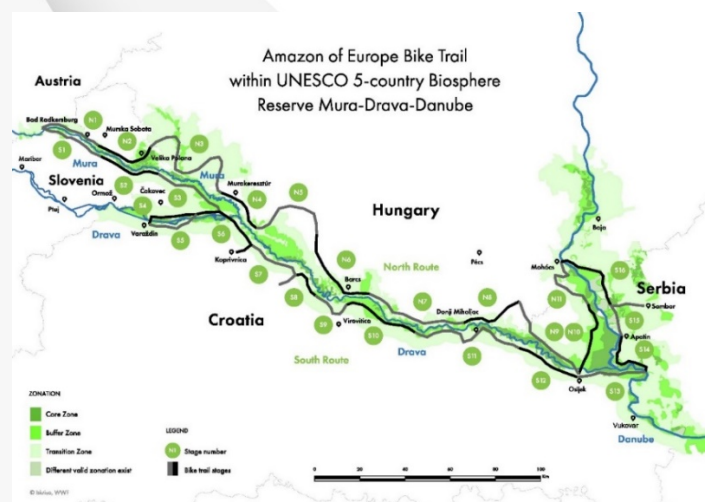 Amazon of Europe Bike Trail
within UNESCO 5-country Biosphere
Reserve Mura-Drava-Danube
Austria
Bad Radkersburg
N1
Murska Sobota
N2
N3
Velika Polana
S1
Mura
Maribor
Slovenia
S2
Mura
Murskeresztúr
Ormož
Čakovec
S3
N4
N5
Hungary
Ptuj
S4
Drava
Varaždin
S5
S6
Koprivnica
Baja
North Route
Pécs
Mohács
S16
Serbia
N6
Barcs
S7
Sombor
Croatia
S8
N7
N8
Donji Miholjac
N11
S15
Apatin
S9
Virovitica
S10
N9
N10
S14
South Route
Drava
S11
S12
Osijek
S13
Vukovar
Danube
ZONATION
Core Zone
Buffer Zone
Transition Zone
Different valid zonation exist
LEGEND
Stage number
Bike trail stages
0
20
40
60
80
100